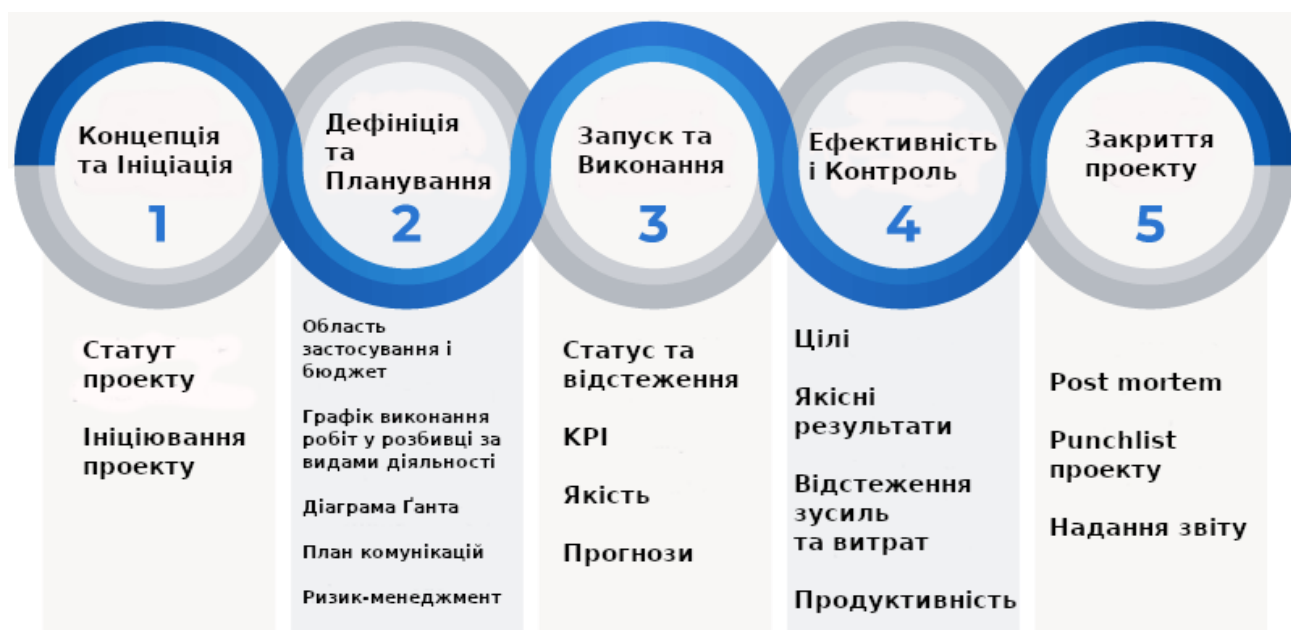 Концепція
та Ініціація
1
Статут
проекту
Ініціювання
проекту
Дефініція
та
Планування
2
Область
застосування і
бюджет
Графік виконання
робіт у розбивці за
видами діяльності
Діаграма Ґанта
План комунікацій
Ризик-менеджмент
Запуск та
Виконання
3
Статус та
відстеження
KPI
Якість
Прогнози
Ефективність
і Контроль
4
Цілі
Якісні
результати
Відстеження
зусиль
та витрат
Продуктивність
Закриття
проекту
5
Post mortem
Punchlist
проекту
Надання звіту